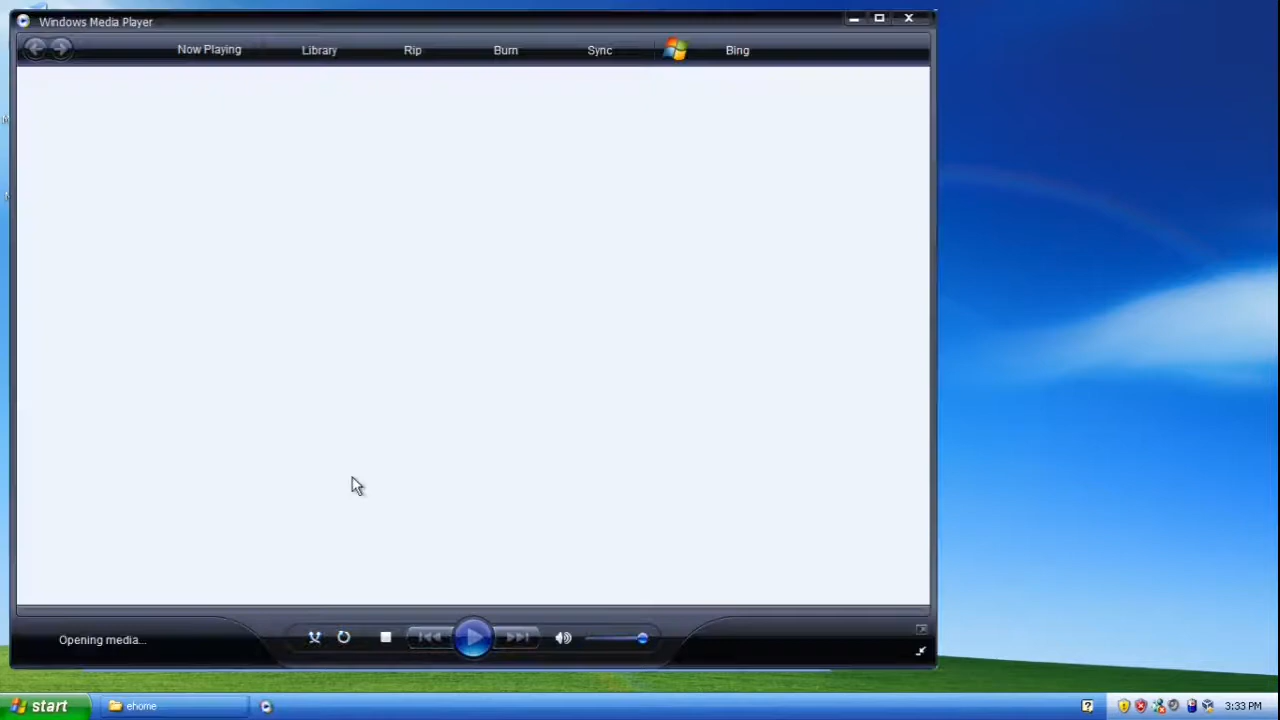 Windows Media Player
Now Playing
Library
Rip
Burn
Sync
Bing
Opening media...
start
ehome
3:33 PM